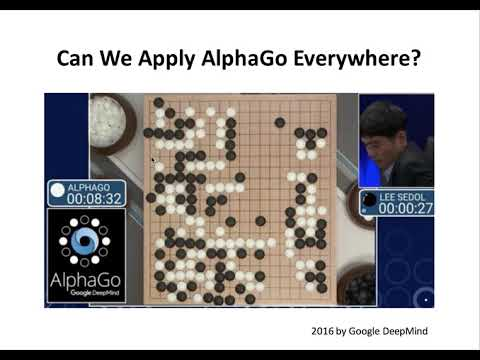 Can We Apply AlphaGo Everywhere?
ALPHAGO
00:08:32
LEE SEDOL
00:00:27
AlphaGo
Google DeepMind
2016 by Google DeepMind